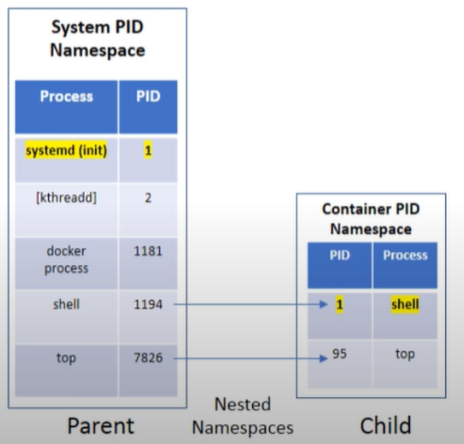 System PID
Namespace
Process PID
systemd (init) 1
[kthreadd] 2
docker
process 1181
shell 1194
top 7826
Parent
Nested
Namespaces
Container PID
Namespace
PID Process
1 shell
95 top
Child